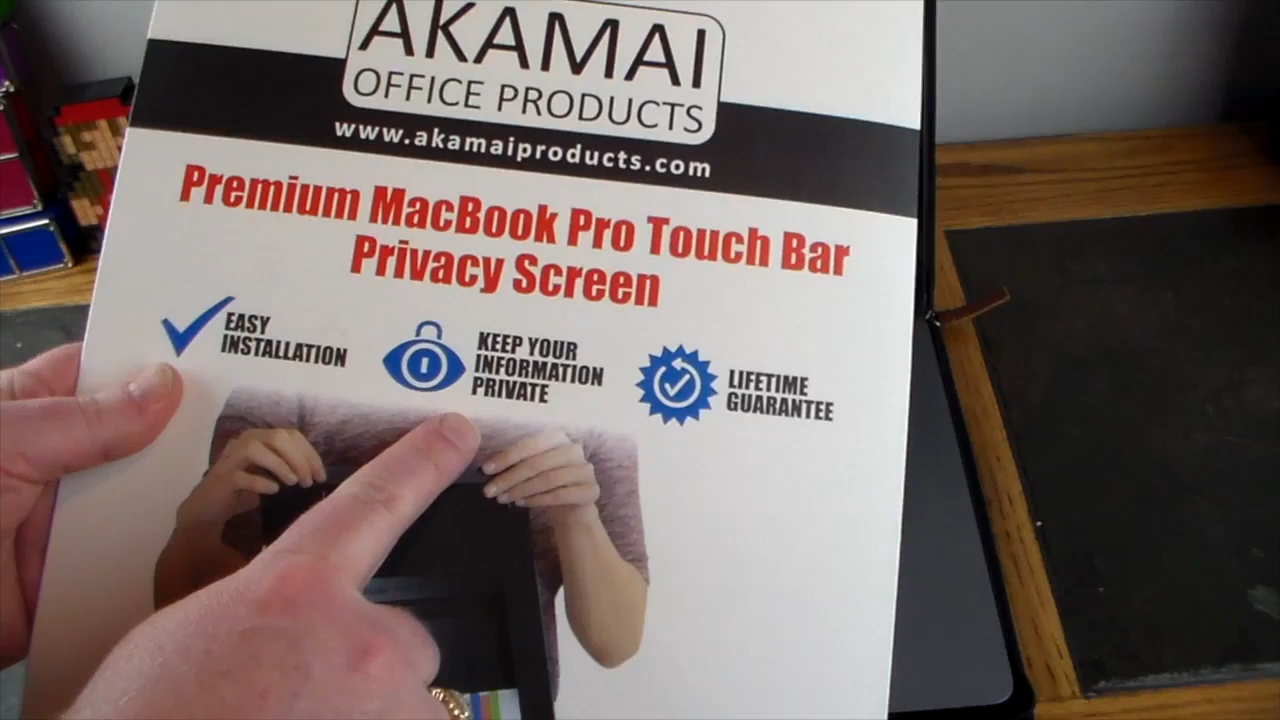 AKAMAI
OFFICE PRODUCTS
www.akamaiproducts.com
Premium MacBook Pro Touch Bar
Privacy Screen
EASY
INSTALLATION
KEEP YOUR
INFORMATION
PRIVATE
LIFETIME
GUARANTEE